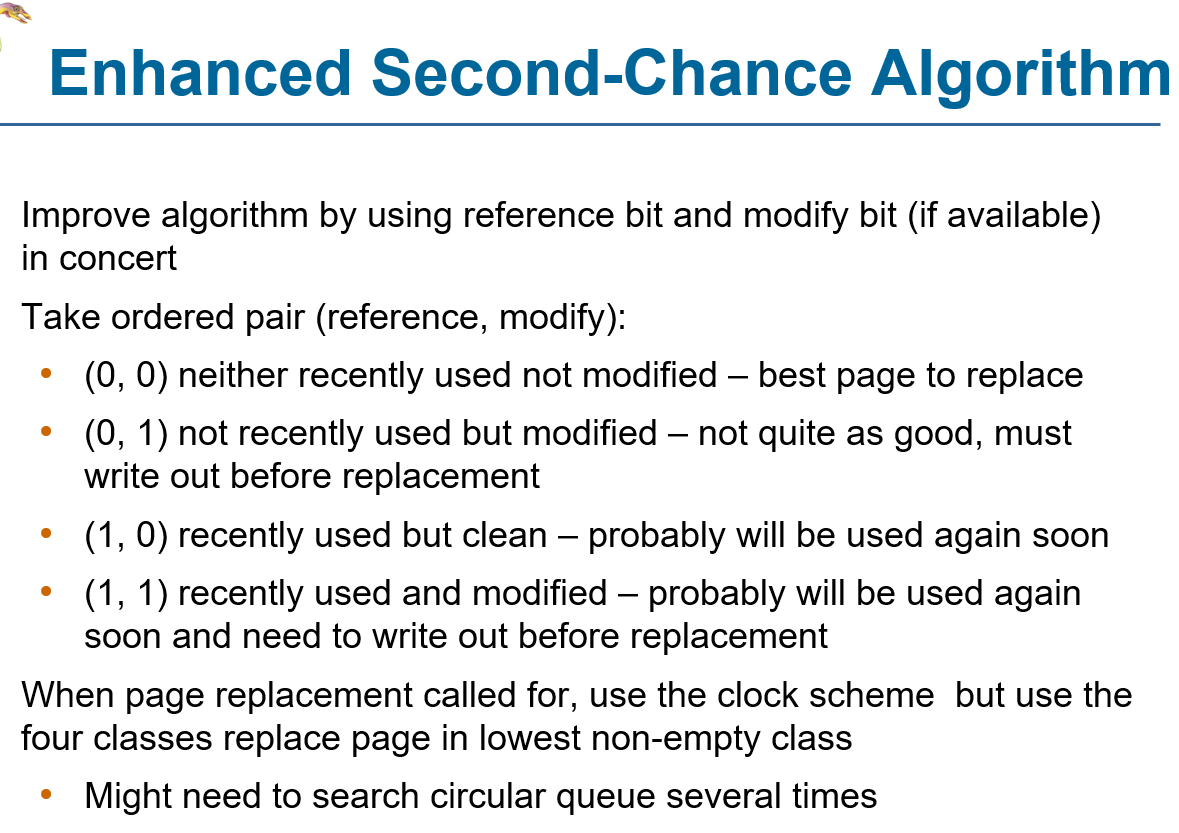 Enhanced Second-Chance Algorithm
Improve algorithm by using reference bit and modify bit (if available)
in concert
Take ordered pair (reference, modify):
• (0, 0) neither recently used not modified – best page to replace
• (0, 1) not recently used but modified – not quite as good, must
write out before replacement
• (1, 0) recently used but clean – probably will be used again soon
• (1, 1) recently used and modified – probably will be used again
soon and need to write out before replacement
When page replacement called for, use the clock scheme  but use the
four classes replace page in lowest non-empty class
• Might need to search circular queue several times